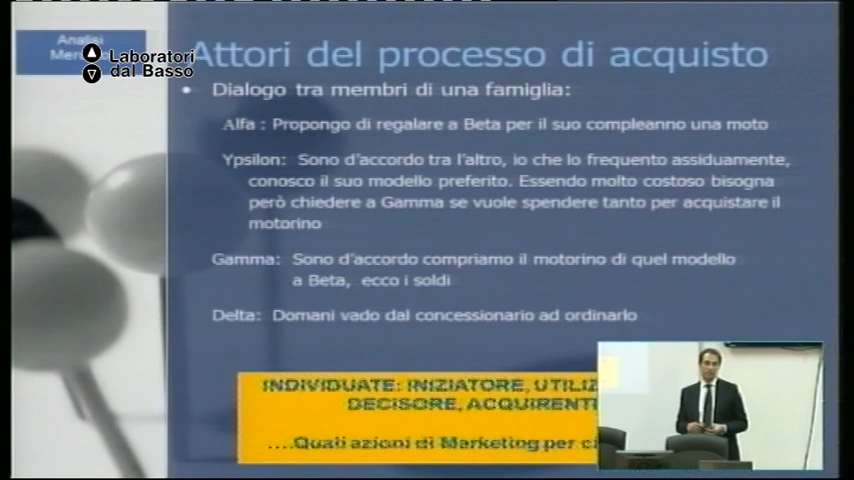 Analisi
Laboratori
dal Basso
Attori del processo di acquisto
• Dialogo tra membri di una famiglia:
Alfa : Propongo di regalare a Beta per il suo compleanno una moto
Ypsilon: Sono d'accordo tra l'altro, io che lo frequento assiduamente,
conosco il suo modello preferito. Essendo molto costoso bisogna
però chiedere a Gamma se vuole spendere tanto per acquistare il
motorino
Gamma: Sono d'accordo compriamo il motorino di quel modello
a Beta, ecco i soldi
Delta: Domani vado dal concessionario ad ordinarlo
INDIVIDUATE: INIZIATORE, UTILIZ
DECISORE, ACQUIRENT
....Quali azioni di Marketing per ci